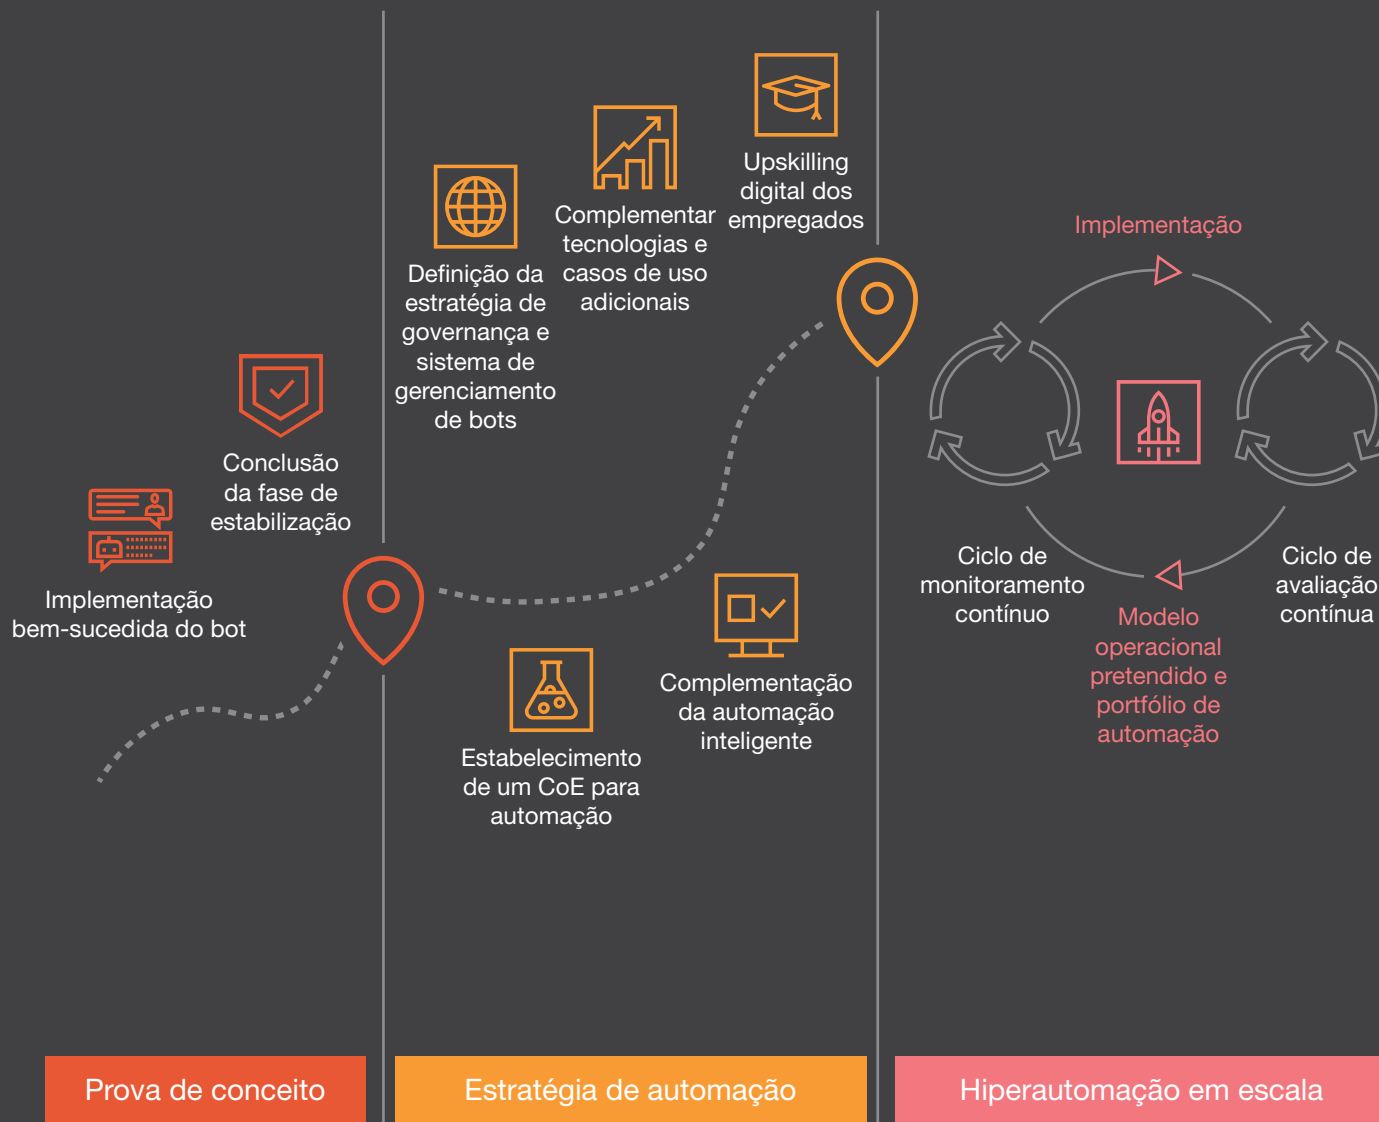 Implementação
bem-sucedida do bot
Conclusão
da fase de
estabilização
Definição da
estratégia de
governança e
sistema de
gerenciamento
de bots
Complementar
tecnologias e
casos de uso
adicionais
Upskilling
digital dos
empregados
Estabelecimento
de um CoE para
automação
Complementação
da automação
inteligente
Implementação
Ciclo de
monitoramento
contínuo
Modelo
operacional
pretendido e
portfólio de
automação
Ciclo de
avaliação
contínua
Prova de conceito
Estratégia de automação
Hiperautomação em escala